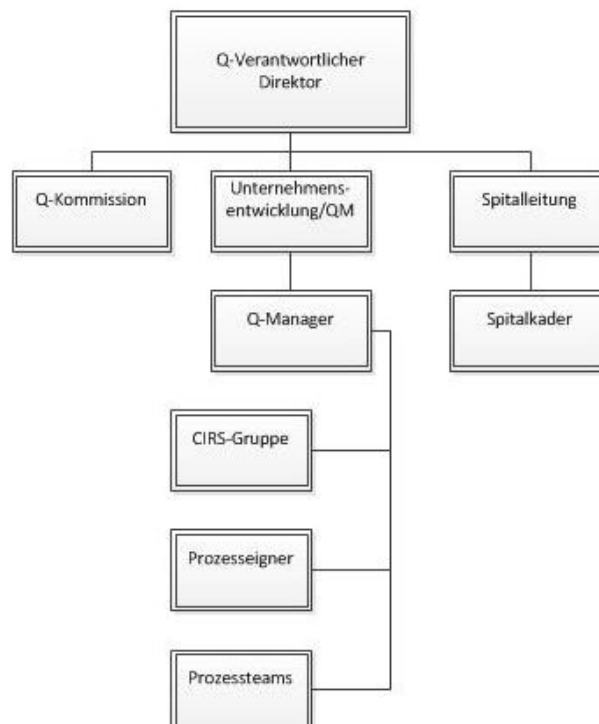 Q-Verantwortlicher
Direktor
Q-Kommission
Unternehmens-
entwicklung/QM
Spitalleitung
Q-Manager
Spitalkader
CIRS-Gruppe
Prozesseigner
Prozessteams